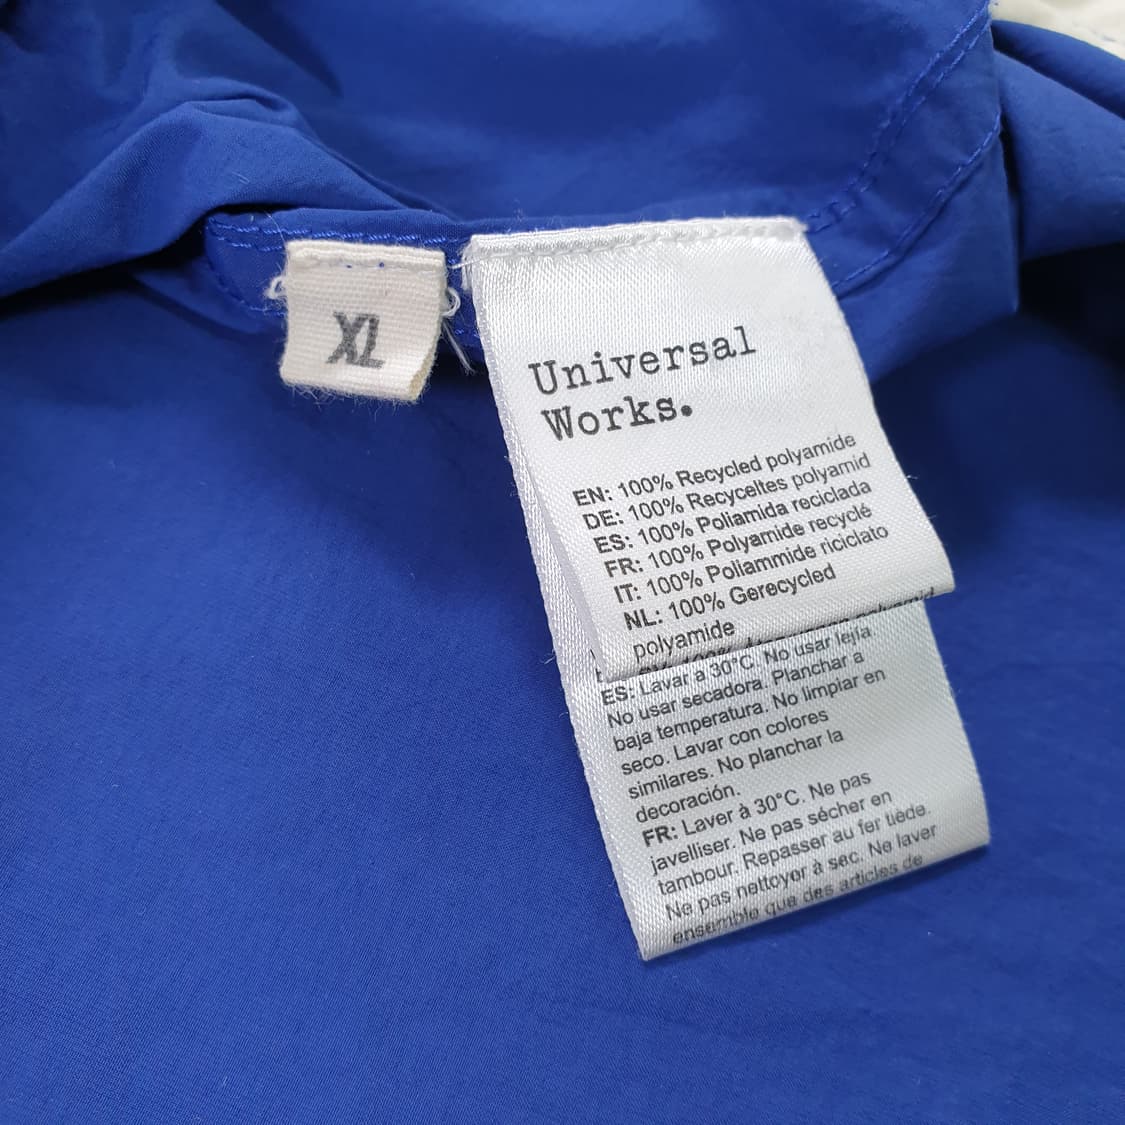 XL
Universal
Works.
EN: 100% Recycled polyamide
DE: 100% Recyceltes polyamid
ES: 100% Poliamida reciclada
FR: 100% Polyamide recyclé
IT: 100% Poliammide riciclato
NL: 100% Gerecycled
polyamide
ES: Lavar a 30°C. No usar lejía.
No usar secadora. Planchar a
baja temperatura. No limpiar en
seco. Lavar con colores
similares. No planchar la
decoración.
FR: Laver à 30°C. Ne pas
javelliser. Ne pas sécher en
tambour. Repasser au fer tiède.
Ne pas nettoyer à sec. Ne laver
ensemble que des articles de